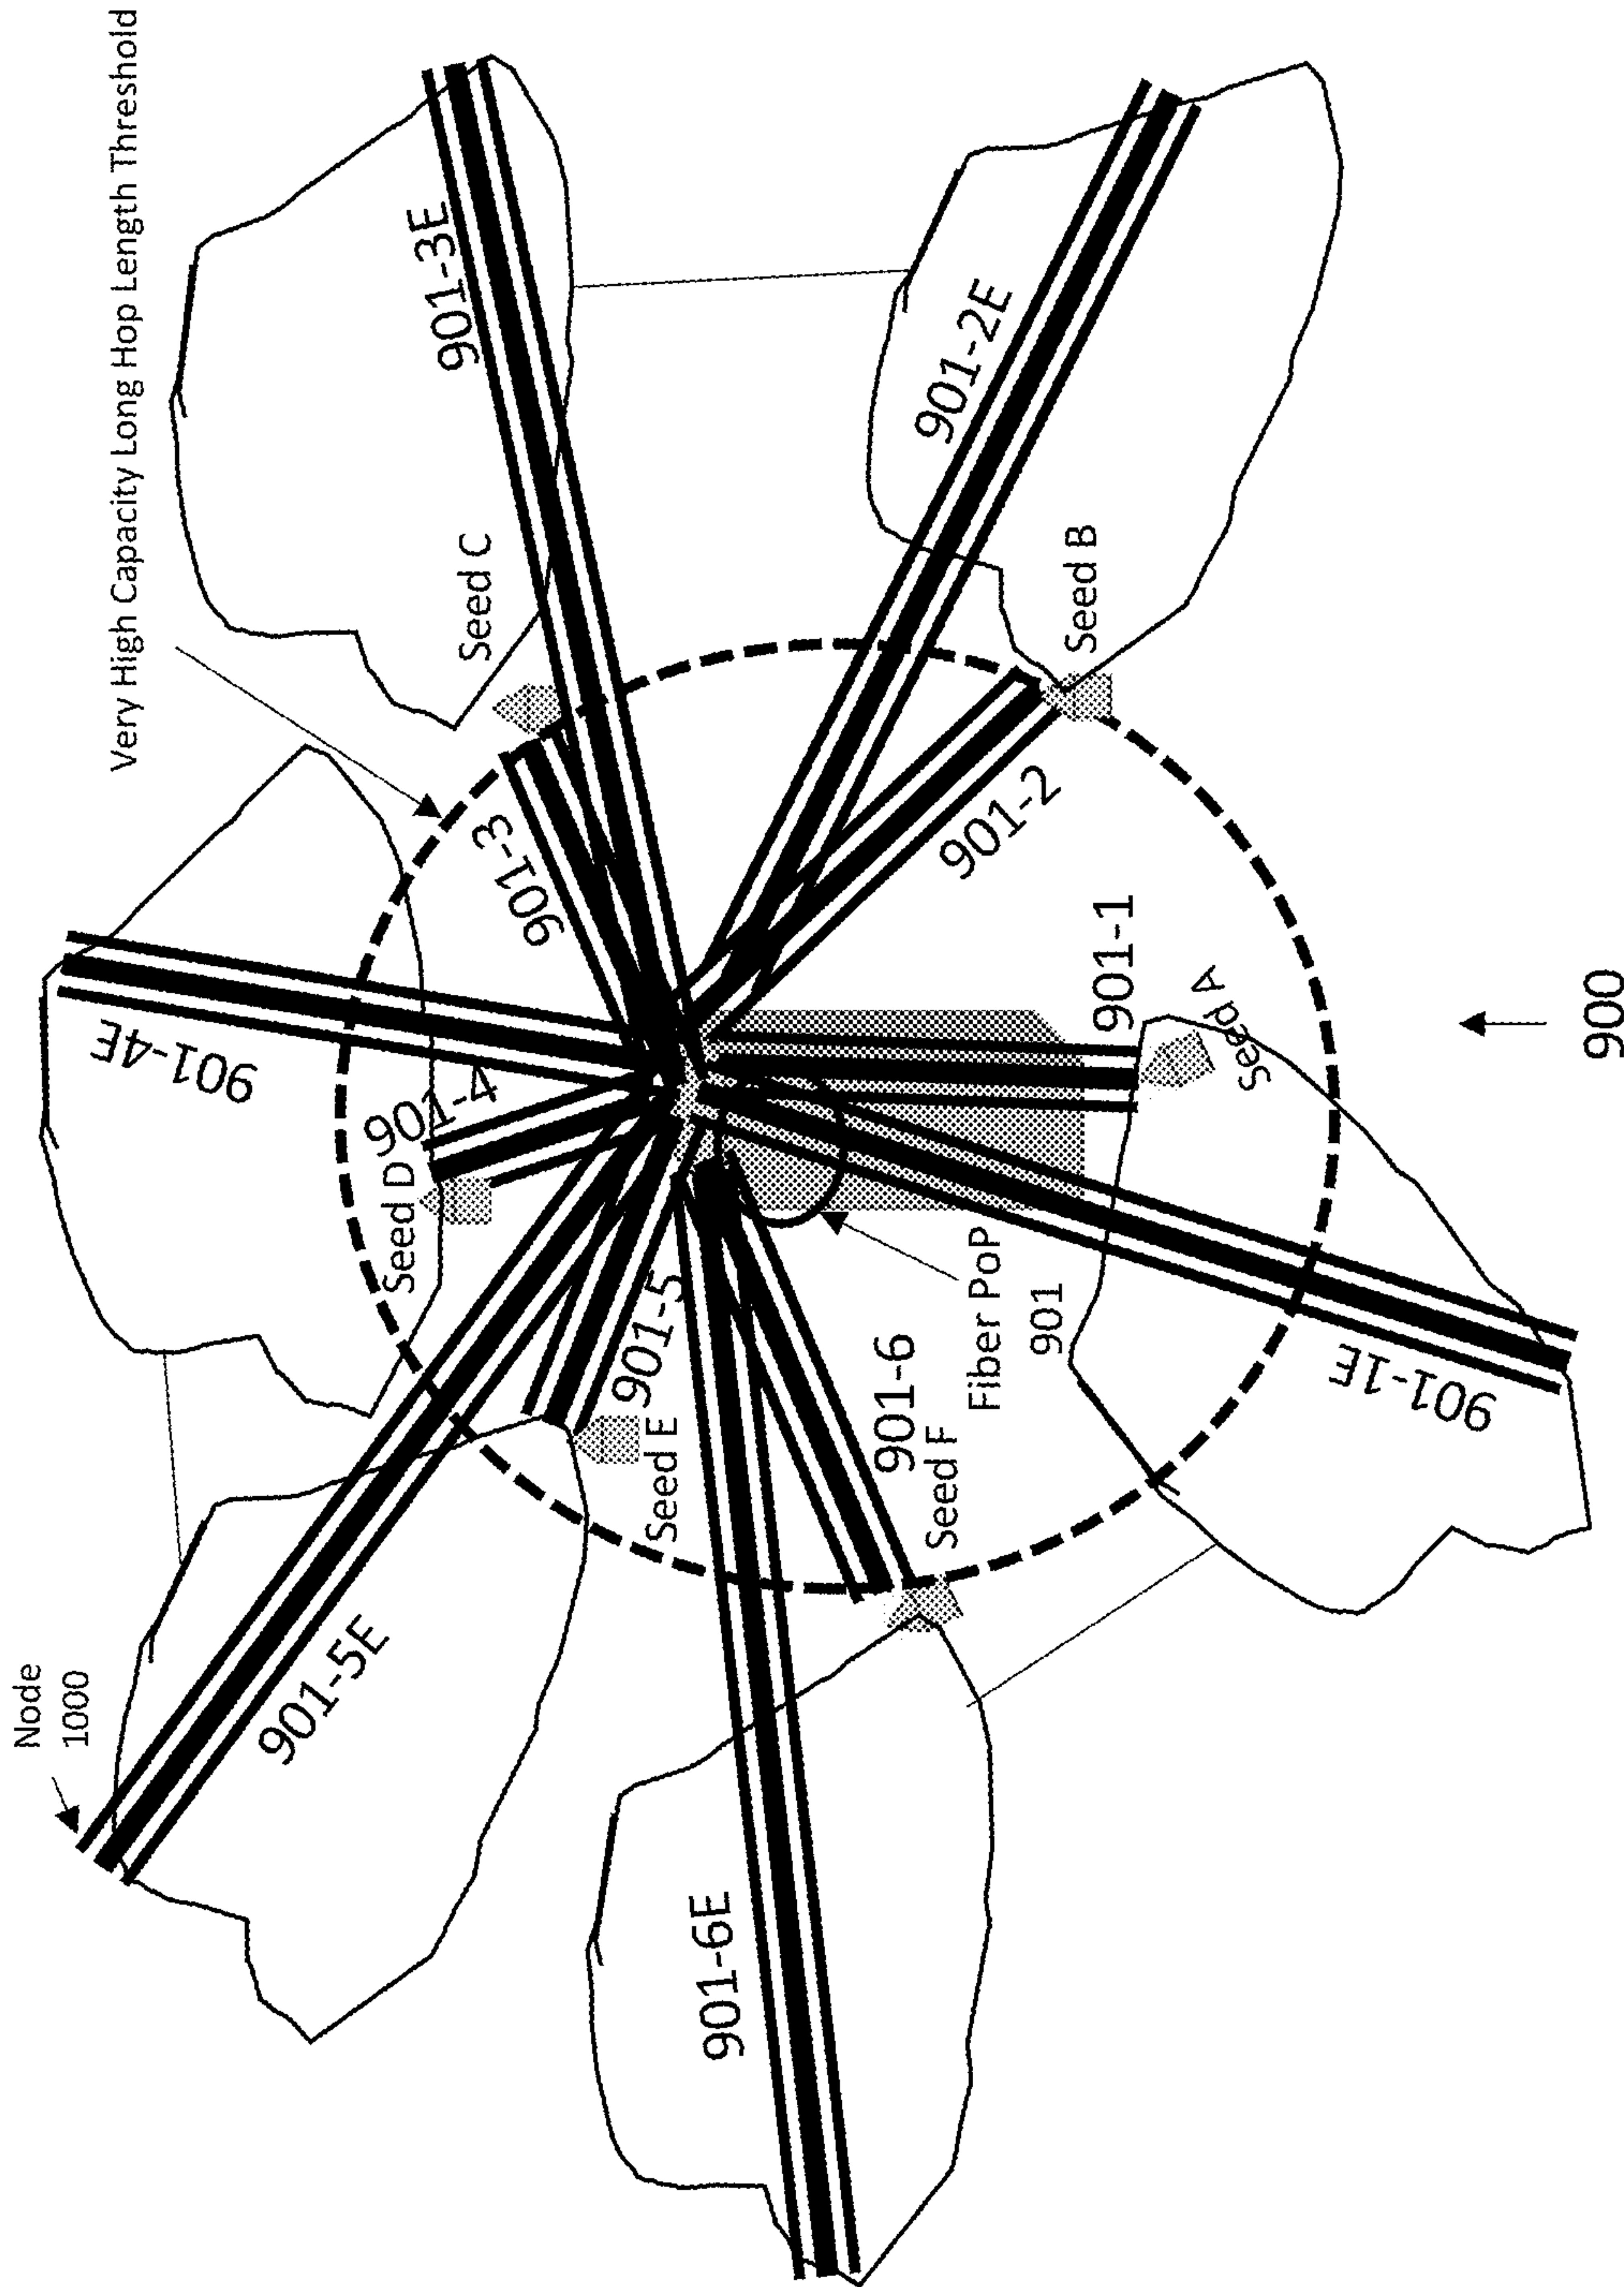 Node
1000
Very High Capacity Long Hop Length Threshold
901-5E
901-4E
901-3E
Seed D
901-4
Seed C
901-3
901-5
Seed E
901-6E
901-6
Seed F
Fiber PoP
901
901-2E
901-2
Seed B
901-1
Seed A
901-1E
900